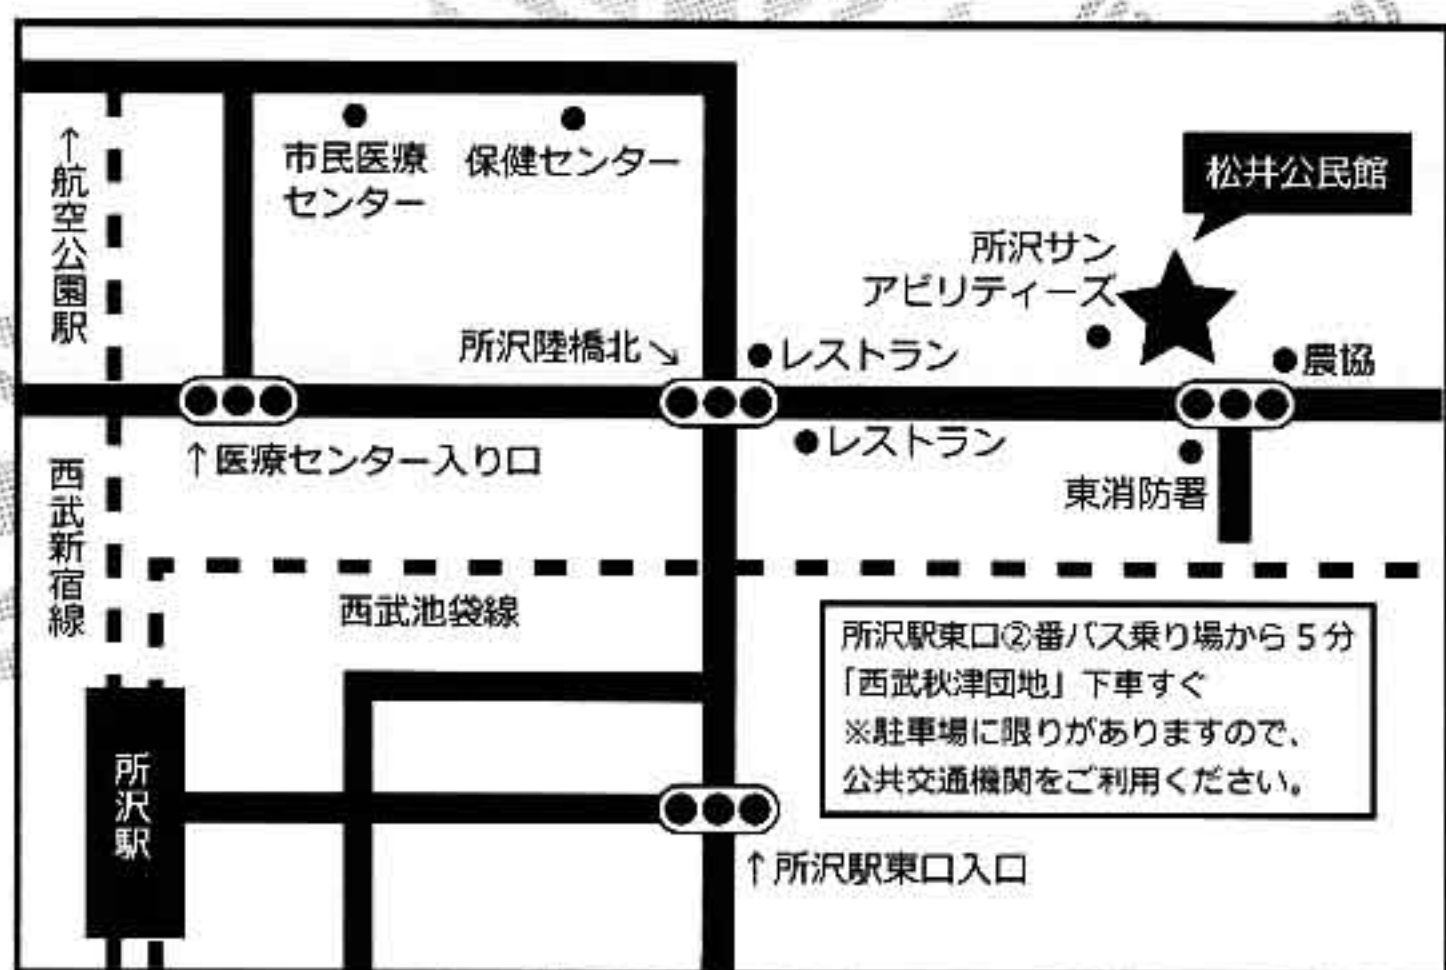 ↑航空公園駅
市民医療
センター
保健センター
松井公民館
所沢サン
アビリティーズ
所沢陸橋北↘
レストラン
農協
↑医療センター入り口
レストラン
東消防署
西武新宿線
西武池袋線
所沢駅東口②番バス乗り場から5分
「西武秋津団地」下車すぐ
※駐車場に限りがありますので、
公共交通機関をご利用ください。
所沢駅
↑所沢駅東口入口